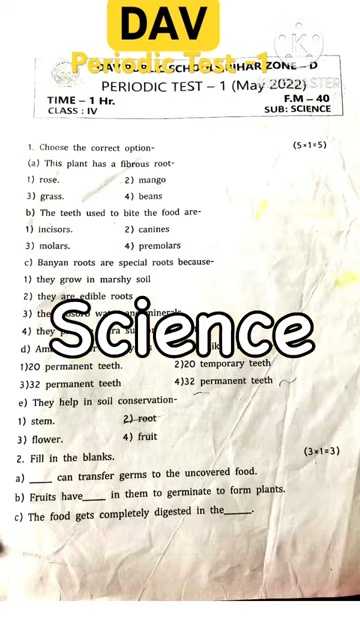 DAV
Periodic Test -1
ZONE - D
PERIODIC TEST - 1 (May 2022)
TIME - 1 Hr.
F.M - 40
CLASS : IV
SUB: SCIENCE
1. Choose the correct option-
(5×1=5)
(a) This plant has a fibrous root-
1) rose.
2) mango
3) grass.
4) beans
b) The teeth used to bite the food are-
1) incisors.
2) canines
3) molars.
4) premolars
c) Banyan roots are special roots because-
1) they grow in marshy soil
2) they are edible roots
Science
1)20 permanent teeth.
2)20 temporary teeth
3)32 permanent teeth
4)32 permanent teeth
e) They help in soil conservation-
1) stem.
2) root
3) flower.
4) fruit
2. Fill in the blanks.
(3×1=3)
a) ____ can transfer germs to the uncovered food.
b) Fruits have____ in them to germinate to form plants.
c) The food gets completely digested in the_____.